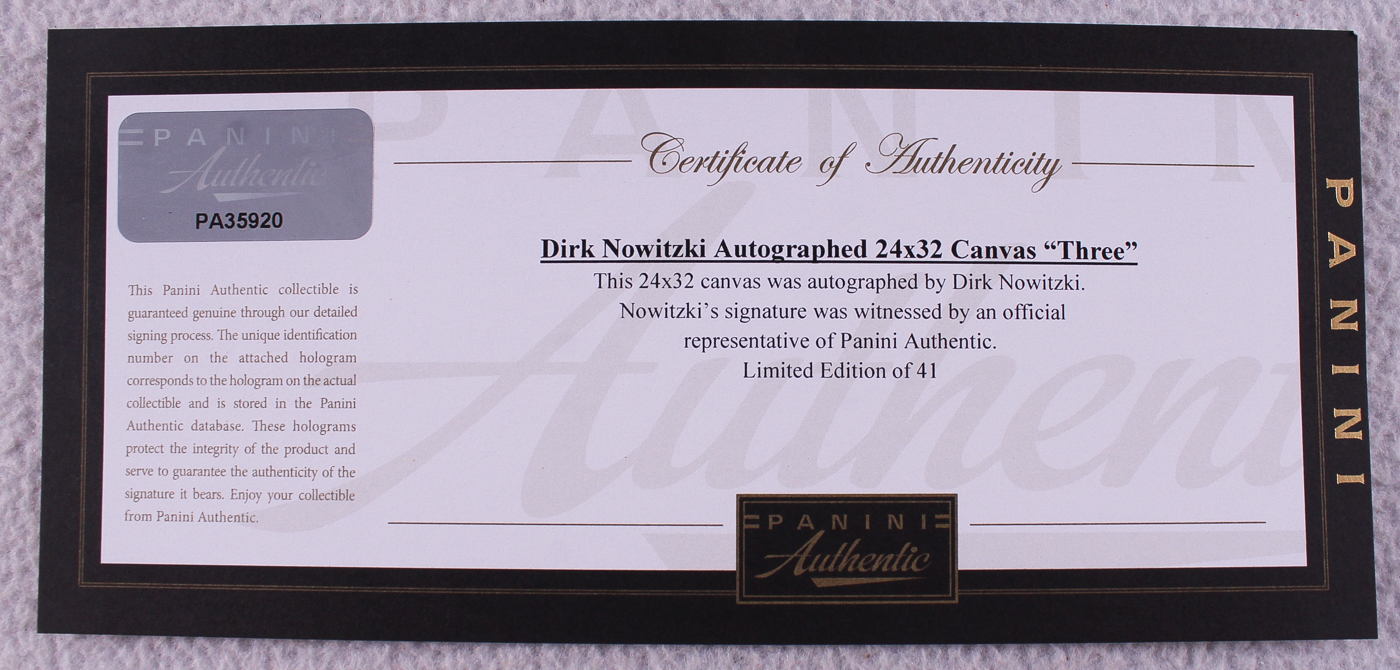 PANINI
Authentic
PA35920
This Panini Authentic collectible is
guaranteed genuine through our detailed
signing process. The unique identification
number on the attached hologram
corresponds to the hologram on the actual
collectible and is stored in the Panini
Authentic database. These holograms
protect the integrity of the product and
serve to guarantee the authenticity of the
signature it bears. Enjoy your collectible
from Panini Authentic.
Certificate of Authenticity
Dirk Nowitzki Autographed 24x32 Canvas “Three”
This 24x32 canvas was autographed by Dirk Nowitzki.
Nowitzki’s signature was witnessed by an official
representative of Panini Authentic.
Limited Edition of 41
PANINI
Authentic
PANINI
PANIN
Authent